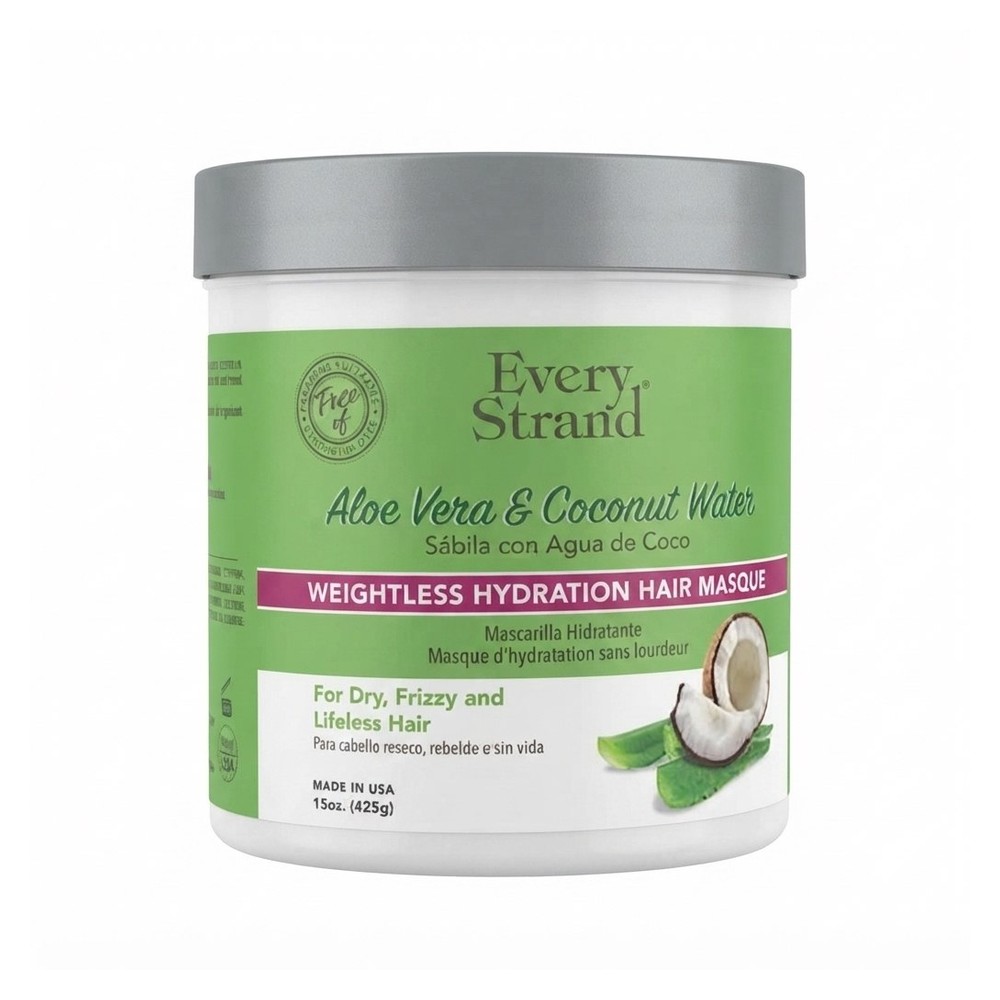 Every
Strand®
Free
of
Aloe Vera & Coconut Water
Sábila con Agua de Coco
WEIGHTLESS HYDRATION HAIR MASQUE
Mascarilla Hidratante
Masque d'hydratation sans lourdeur
For Dry, Frizzy and
Lifeless Hair
Para cabello reseco, rebelde e sin vida
MADE IN USA
15oz. (425g)